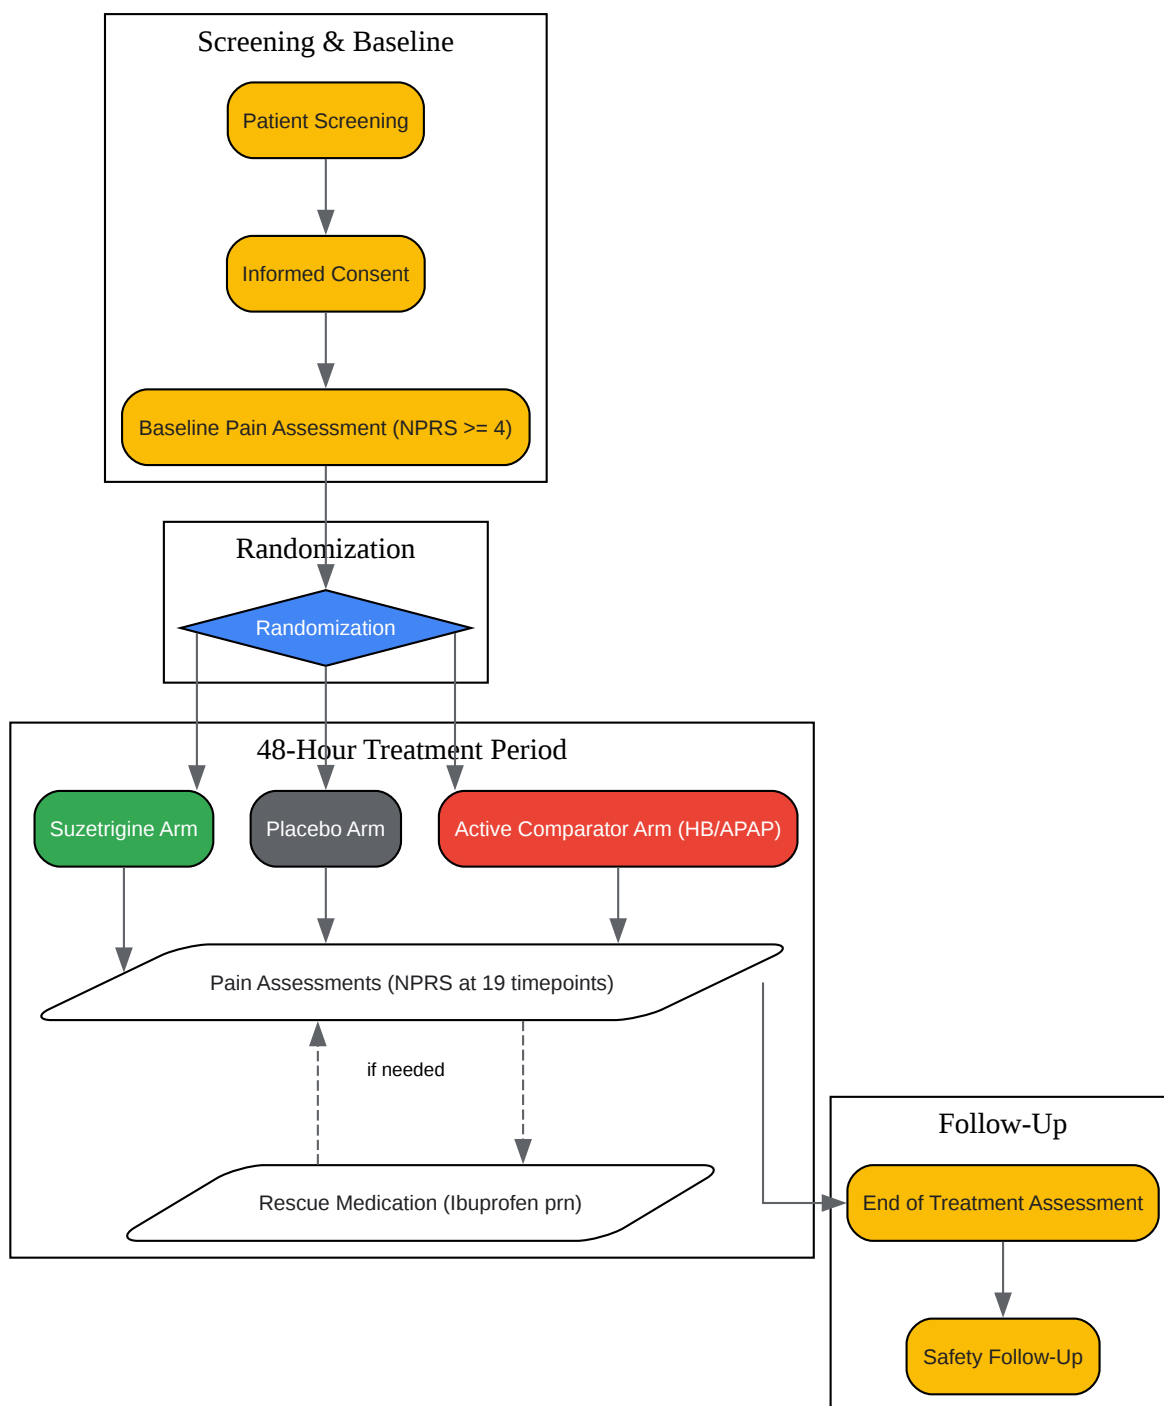 Screening & Baseline
Patient Screening
Informed Consent
Baseline Pain Assessment (NPRS >= 4)
Randomization
Randomization
48-Hour Treatment Period
Suzetrigine Arm
Placebo Arm
Active Comparator Arm (HB/APAP)
Pain Assessments (NPRS at 19 timepoints)
if needed
Rescue Medication (Ibuprofen prn)
Follow-Up
End of Treatment Assessment
Safety Follow-Up